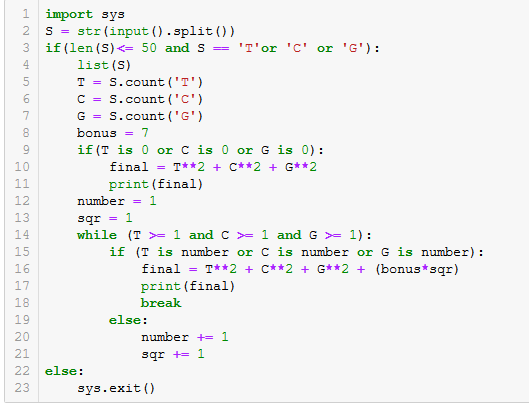 1 import sys
2 S = str(input().split())
3 if(len(S)<= 50 and S == 'T'or 'C' or 'G'):
4     list(S)
5     T = S.count('T')
6     C = S.count('C')
7     G = S.count('G')
8     bonus = 7
9     if(T is 0 or C is 0 or G is 0):
10         final = T**2 + C**2 + G**2
11         print(final)
12     number = 1
13     sqr = 1
14     while (T >= 1 and C >= 1 and G >= 1):
15         if (T is number or C is number or G is number):
16             final = T**2 + C**2 + G**2 + (bonus*sqr)
17             print(final)
18             break
19         else:
20             number += 1
21             sqr += 1
22 else:
23     sys.exit()